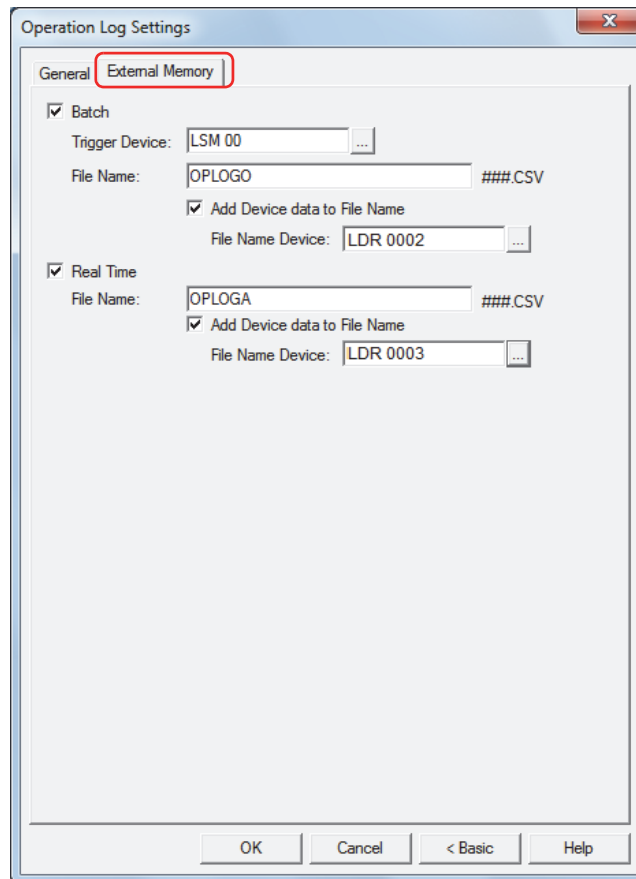 Operation Log Settings
General External Memory
Batch
Trigger Device: LSM 00 ...
File Name: OPLOGO ###.CSV
Add Device data to File Name
File Name Device: LDR 0002 ...
Real Time
File Name: OPLOGA ###.CSV
Add Device data to File Name
File Name Device: LDR 0003 ...
OK Cancel < Basic Help